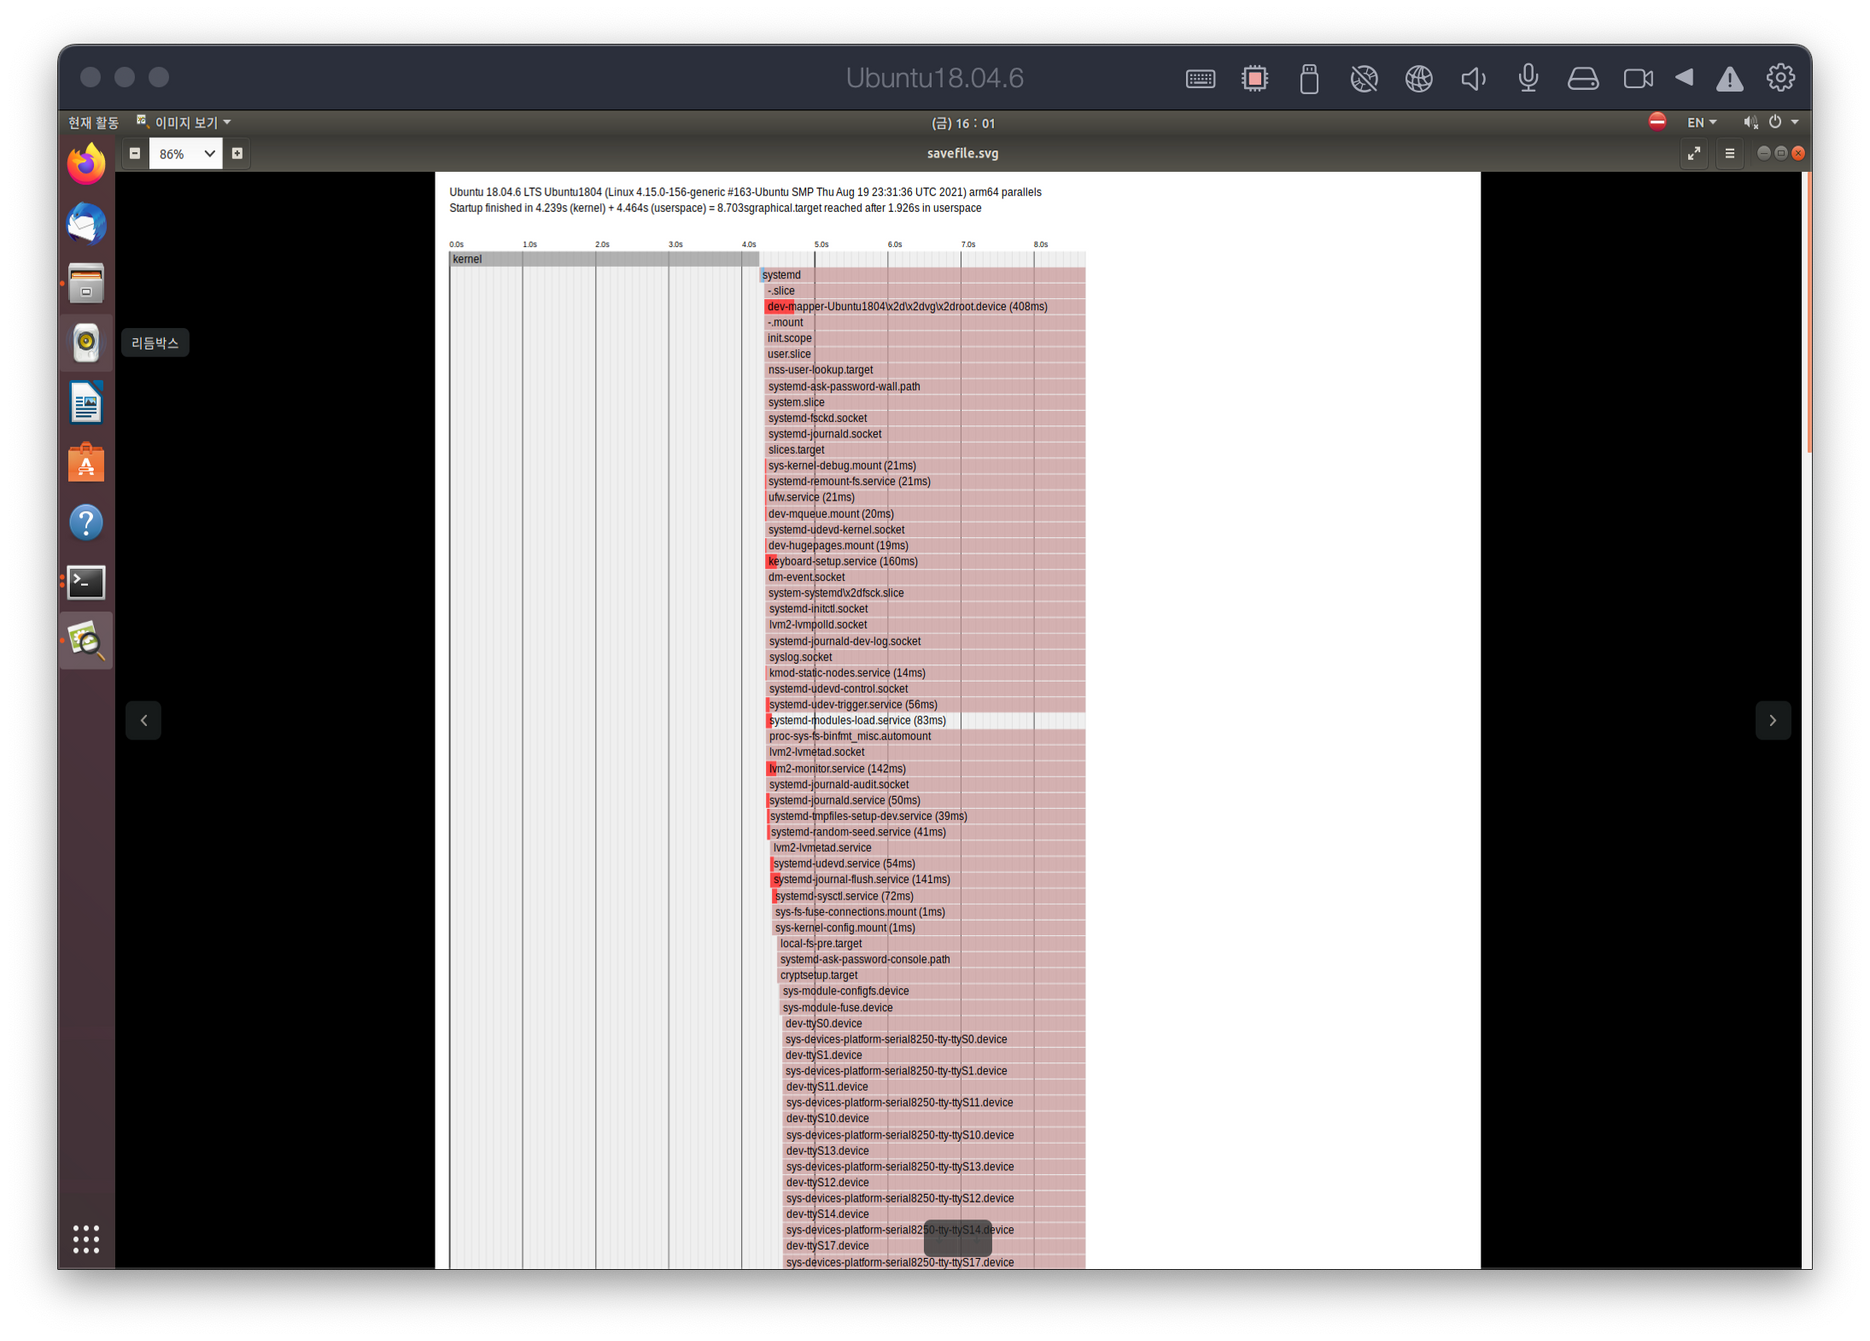 Ubuntu18.04.6
현재 활동
이미지 보기
(금) 16 : 01
EN
86%
savefile.svg
리듬박스
Ubuntu 18.04.6 LTS Ubuntu1804 (Linux 4.15.0-156-generic #163-Ubuntu SMP Thu Aug 19 23:31:36 UTC 2021) arm64 parallels
Startup finished in 4.239s (kernel) + 4.464s (userspace) = 8.703sgraphical.target reached after 1.926s in userspace
0.0s 1.0s 2.0s 3.0s 4.0s 5.0s 6.0s 7.0s 8.0s
kernel
systemd
-.slice
dev-mapper-Ubuntu1804\x2d\x2dvg\x2droot.device (408ms)
-.mount
init.scope
user.slice
nss-user-lookup.target
systemd-ask-password-wall.path
system.slice
systemd-fsckd.socket
systemd-journald.socket
slices.target
sys-kernel-debug.mount (21ms)
systemd-remount-fs.service (21ms)
ufw.service (21ms)
dev-mqueue.mount (20ms)
systemd-udevd-kernel.socket
dev-hugepages.mount (19ms)
keyboard-setup.service (160ms)
dm-event.socket
system-systemd\x2dfsck.slice
systemd-initctl.socket
lvm2-lvmpolld.socket
systemd-journald-dev-log.socket
syslog.socket
kmod-static-nodes.service (14ms)
systemd-udevd-control.socket
systemd-udev-trigger.service (56ms)
systemd-modules-load.service (83ms)
proc-sys-fs-binfmt_misc.automount
lvm2-lvmetad.socket
lvm2-monitor.service (142ms)
systemd-journald-audit.socket
systemd-journald.service (50ms)
systemd-tmpfiles-setup-dev.service (39ms)
systemd-random-seed.service (41ms)
lvm2-lvmetad.service
systemd-udevd.service (54ms)
systemd-journal-flush.service (141ms)
systemd-sysctl.service (72ms)
sys-fs-fuse-connections.mount (1ms)
sys-kernel-config.mount (1ms)
local-fs-pre.target
systemd-ask-password-console.path
cryptsetup.target
sys-module-configfs.device
sys-module-fuse.device
dev-ttyS0.device
sys-devices-platform-serial8250-tty-ttyS0.device
dev-ttyS1.device
sys-devices-platform-serial8250-tty-ttyS1.device
dev-ttyS11.device
sys-devices-platform-serial8250-tty-ttyS11.device
dev-ttyS10.device
sys-devices-platform-serial8250-tty-ttyS10.device
dev-ttyS13.device
sys-devices-platform-serial8250-tty-ttyS13.device
dev-ttyS12.device
sys-devices-platform-serial8250-tty-ttyS12.device
dev-ttyS14.device
sys-devices-platform-serial8250-tty-ttyS14.device
dev-ttyS17.device
sys-devices-platform-serial8250-tty-ttyS17.device